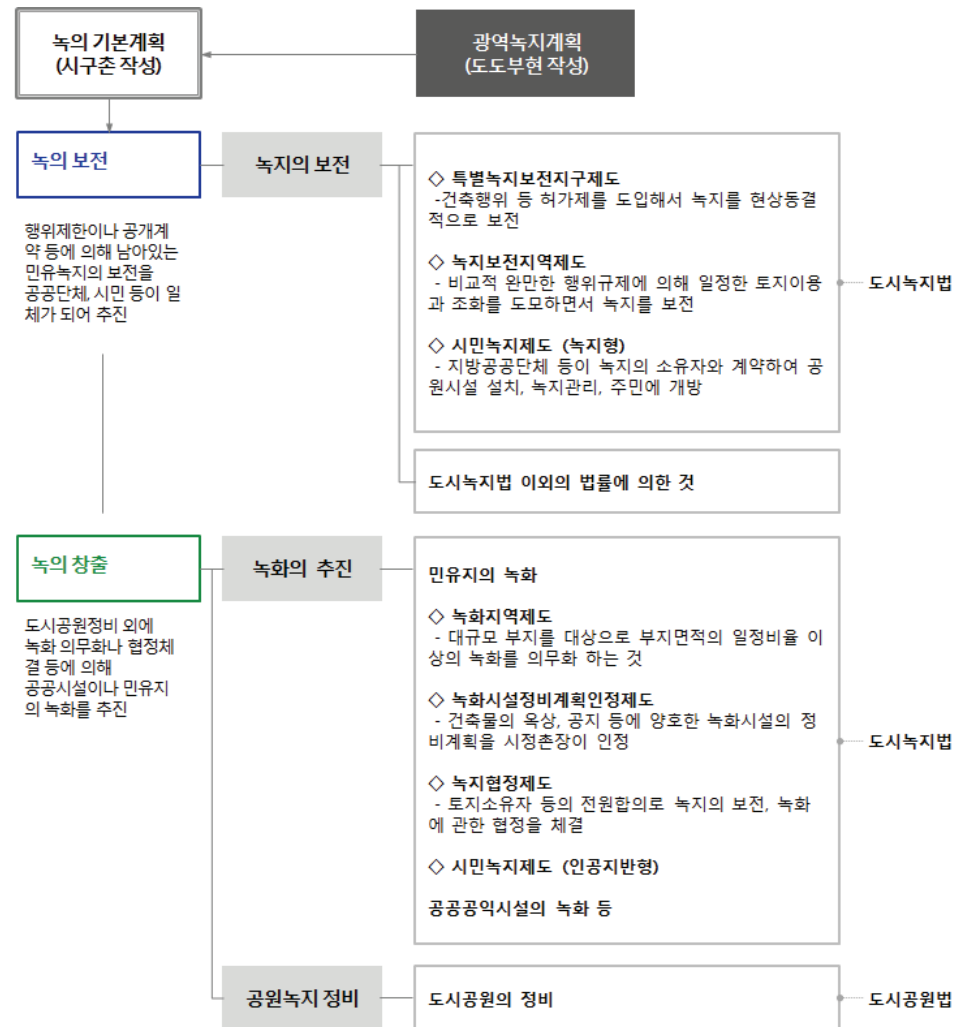 녹의 기본계획
(시구촌 작성)
광역녹지계획
(도도부현 작성)
녹의 보전
행위제한이나 공개계
약 등에 의해 남아있는
민유녹지의 보전을
공공단체, 시민 등이 일
체가 되어 추진
녹지의 보전
◇ 특별녹지보전지구제도
-건축행위 등 허가제를 도입해서 녹지를 현상동결
적으로 보전
◇ 녹지보전지역제도
- 비교적 완만한 행위규제에 의해 일정한 토지이용
과 조화를 도모하면서 녹지를 보전
◇ 시민녹지제도 (녹지형)
- 지방공공단체 등이 녹지의 소유자와 계약하여 공
원시설 설치, 녹지관리, 주민에 개방
도시녹지법
도시녹지법 이외의 법률에 의한 것
녹의 창출
도시공원정비 외에
녹화 의무화나 협정체
결 등에 의해
공공시설이나 민유지
의 녹화를 추진
녹화의 추진
민유지의 녹화
◇ 녹화지역제도
- 대규모 부지를 대상으로 부지면적의 일정비율 이
상의 녹화를 의무화 하는 것
◇ 녹화시설정비계획인정제도
- 건축물의 옥상, 공지 등에 양호한 녹화시설의 정
비계획을 시정촌장이 인정
◇ 녹지협정제도
- 토지소유자 등의 전원합의로 녹지의 보전, 녹화
에 관한 협정을 체결
◇ 시민녹지제도 (인공지반형)
공공공익시설의 녹화 등
도시녹지법
공원녹지 정비
도시공원의 정비
도시공원법